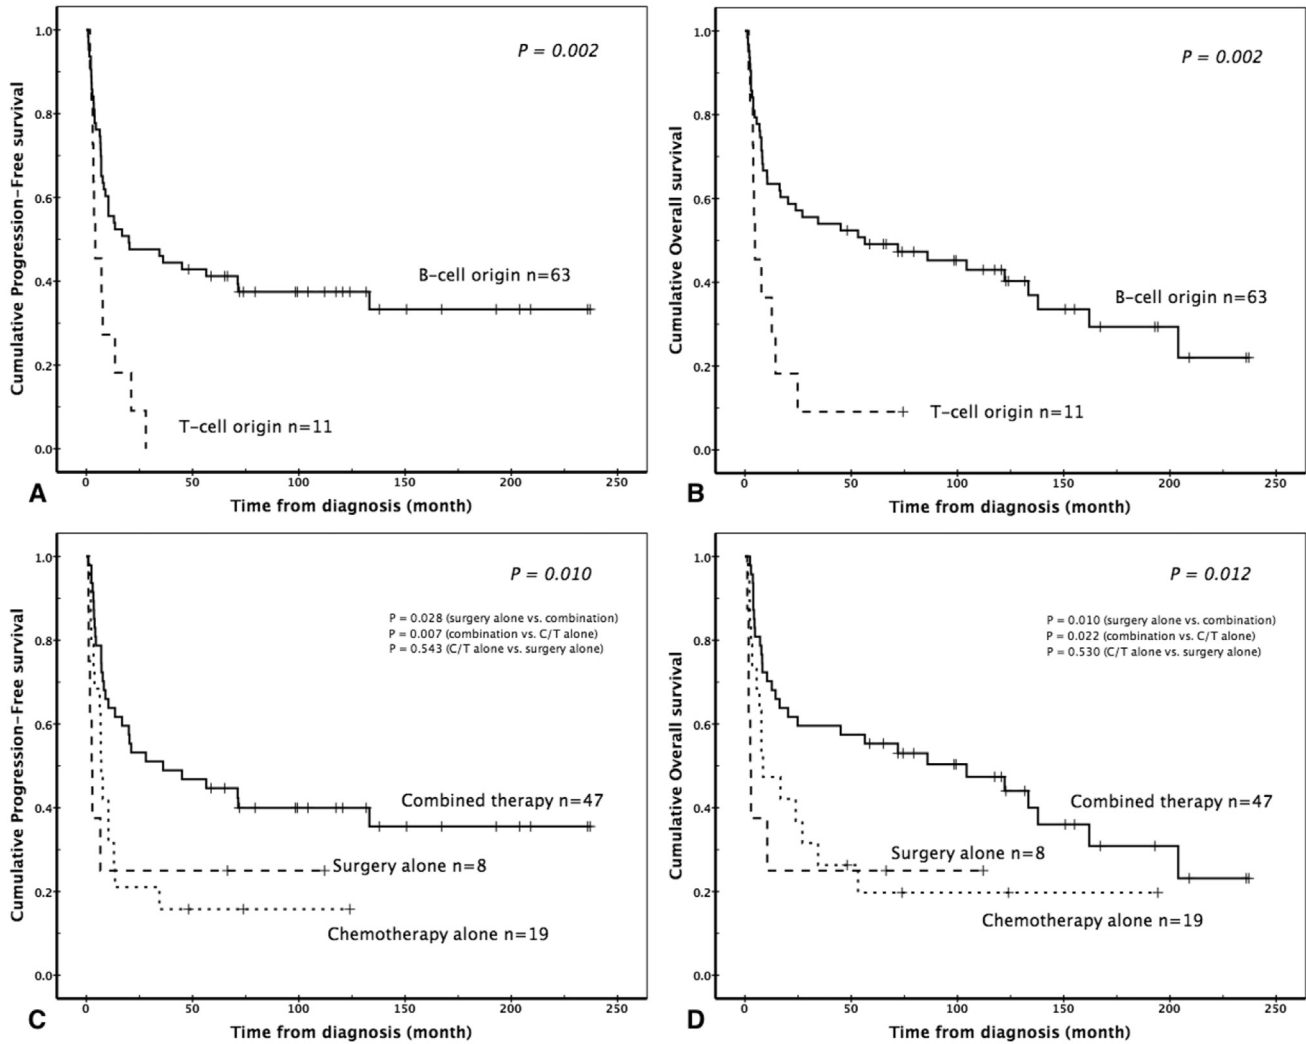 P = 0.002
B-cell origin n=63
T-cell origin n=11
Cumulative Progression-Free survival
1.0
0.8
0.6
0.4
0.2
0.0
0 50 100 150 200 250
Time from diagnosis (month)
A
P = 0.002
B-cell origin n=63
T-cell origin n=11
Cumulative Overall survival
1.0
0.8
0.6
0.4
0.2
0.0
0 50 100 150 200 250
Time from diagnosis (month)
B
P = 0.010
P = 0.028 (surgery alone vs. combination)
P = 0.007 (combination vs. C/T alone)
P = 0.543 (C/T alone vs. surgery alone)
Combined therapy n=47
Surgery alone n=8
Chemotherapy alone n=19
Cumulative Progression-Free survival
1.0
0.8
0.6
0.4
0.2
0.0
0 50 100 150 200 250
Time from diagnosis (month)
C
P = 0.012
P = 0.010 (surgery alone vs. combination)
P = 0.022 (combination vs. C/T alone)
P = 0.530 (C/T alone vs. surgery alone)
Combined therapy n=47
Surgery alone n=8
Chemotherapy alone n=19
Cumulative Overall survival
1.0
0.8
0.6
0.4
0.2
0.0
0 50 100 150 200 250
Time from diagnosis (month)
D